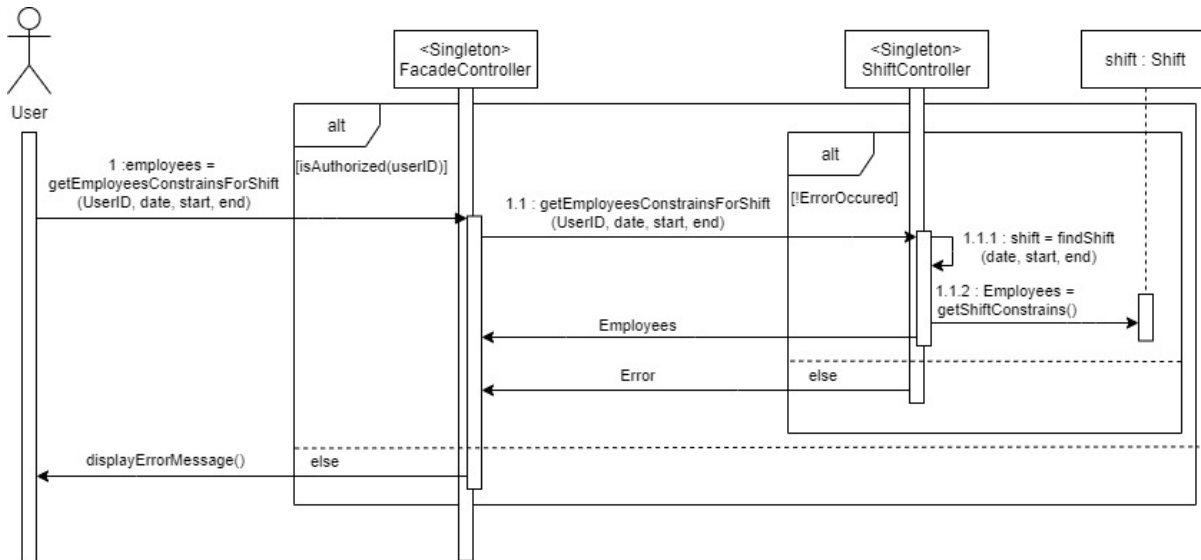 <Singleton>
FacadeController
<Singleton>
ShiftController
shift : Shift
User
alt
[isAuthorized(userID)]
1 :employees =
getEmployeesConstrainsForShift
(UserID, date, start, end)
alt
[!ErrorOccured]
1.1 : getEmployeesConstrainsForShift
(UserID, date, start, end)
1.1.1 : shift = findShift
(date, start, end)
1.1.2 : Employees =
getShiftConstrains()
Employees
Error
else
displayErrorMessage()
else